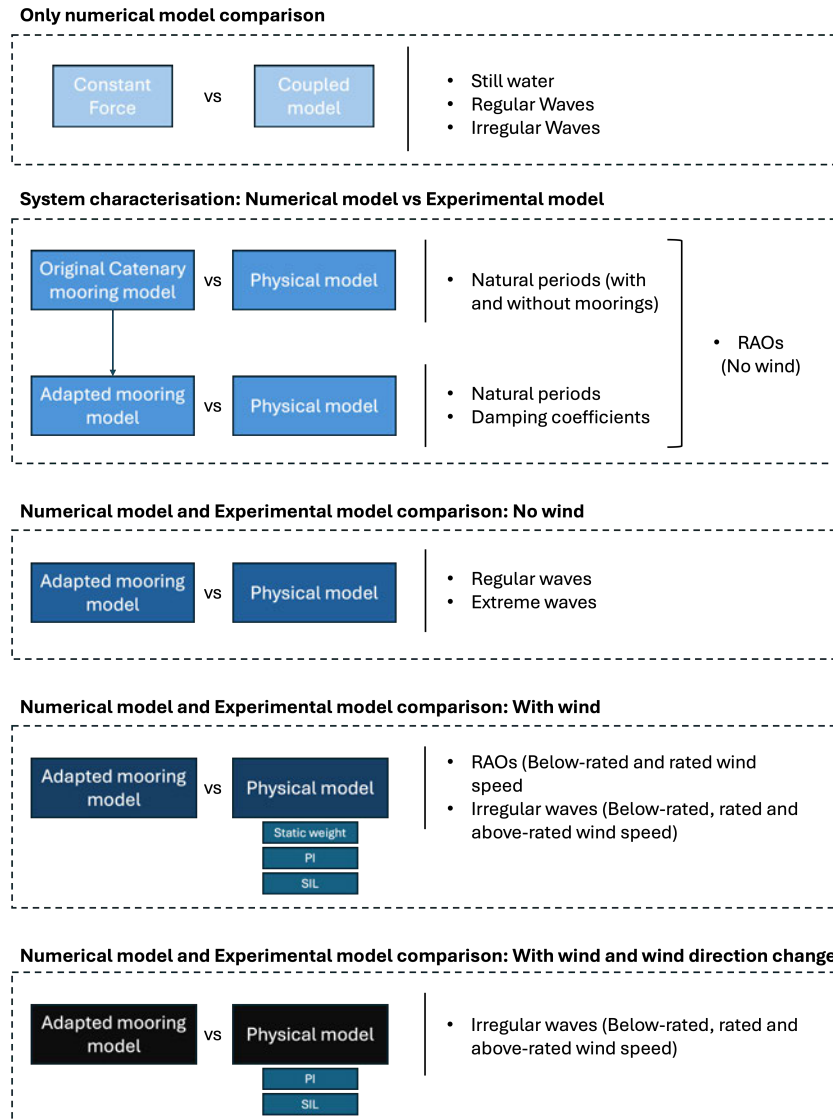 Only numerical model comparison
Constant
Force
vs
Coupled
model
• Still water
• Regular Waves
• Irregular Waves
System characterisation: Numerical model vs Experimental model
Original Catenary
mooring model
vs
Physical model
• Natural periods (with
and without moorings)
Adapted mooring
model
vs
Physical model
• Natural periods
• Damping coefficients
• RAOs
(No wind)
Numerical model and Experimental model comparison: No wind
Adapted mooring
model
vs
Physical model
• Regular waves
• Extreme waves
Numerical model and Experimental model comparison: With wind
Adapted mooring
model
vs
Physical model
Static weight
PI
SIL
• RAOs (Below-rated and rated wind
speed
• Irregular waves (Below-rated, rated and
above-rated wind speed)
Numerical model and Experimental model comparison: With wind and wind direction change
Adapted mooring
model
vs
Physical model
PI
SIL
• Irregular waves (Below-rated, rated and
above-rated wind speed)